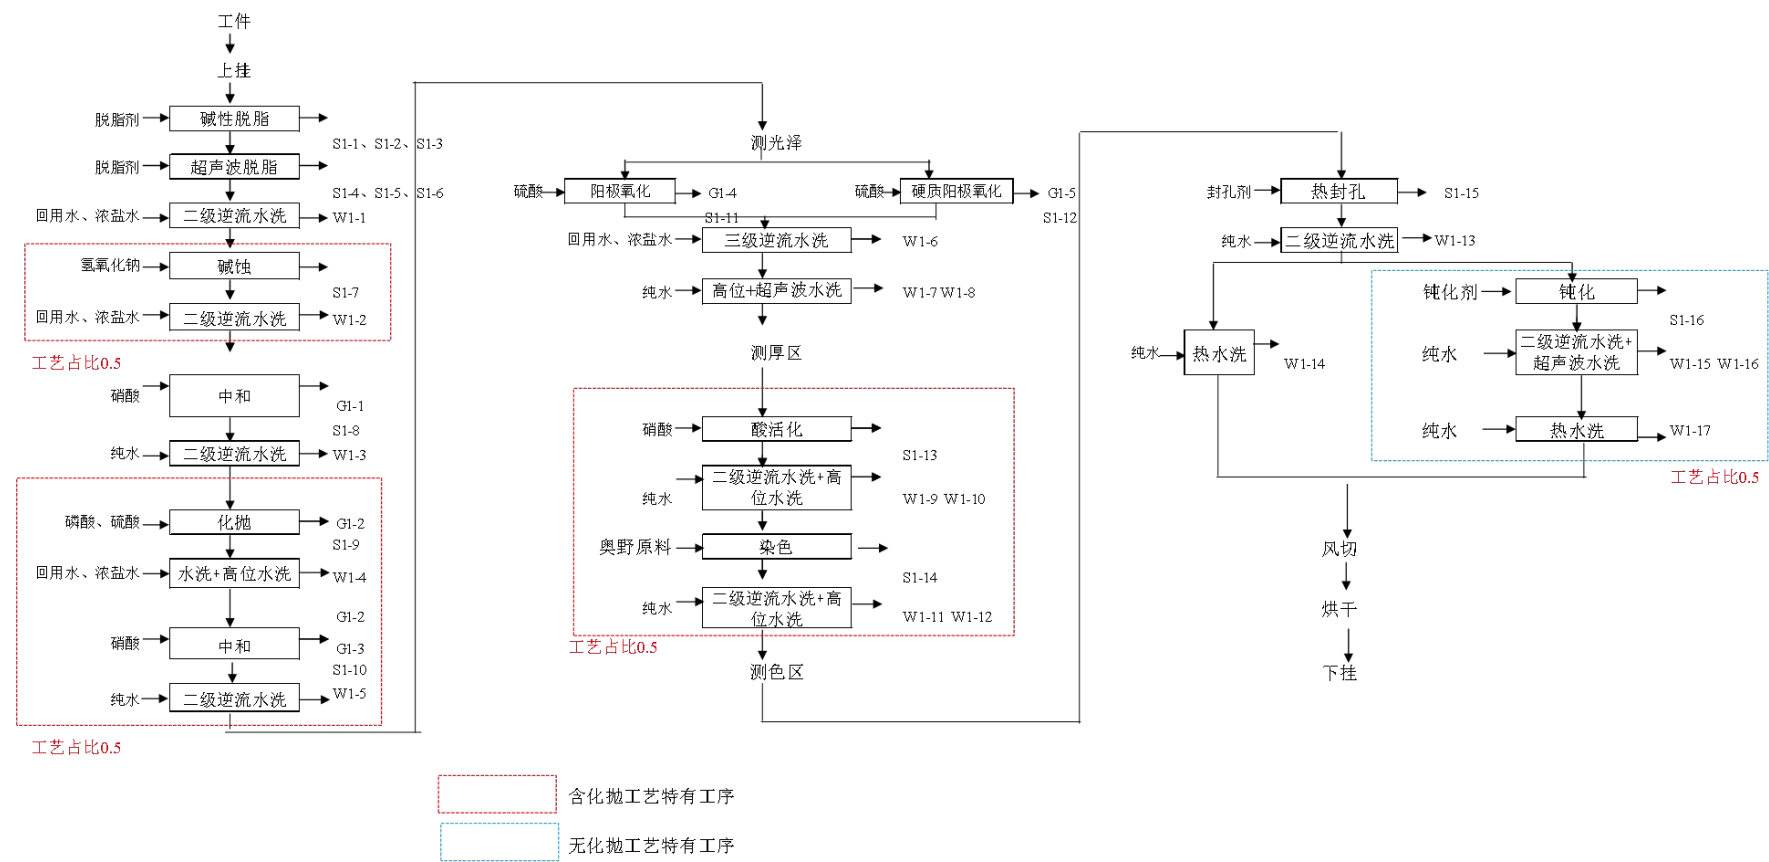 工件
上挂
脱脂剂
碱性脱脂
S1-1、S1-2、S1-3
脱脂剂
超声波脱脂
S1-4、S1-5、S1-6
回用水、浓盐水
二级逆流水洗
W1-1
氢氧化钠
碱蚀
S1-7
回用水、浓盐水
二级逆流水洗
W1-2
工艺占比0.5
硝酸
中和
G1-1
S1-8
纯水
二级逆流水洗
W1-3
磷酸、硫酸
化抛
G1-2
S1-9
回用水、浓盐水
水洗+高位水洗
W1-4
G1-2
硝酸
中和
G1-3
S1-10
纯水
二级逆流水洗
W1-5
工艺占比0.5
测光泽
硫酸
阳极氧化
G1-4
S1-11
硫酸
硬质阳极氧化
G1-5
S1-12
回用水、浓盐水
三级逆流水洗
W1-6
纯水
高位+超声波水洗
W1-7 W1-8
测厚区
硝酸
酸活化
S1-13
纯水
二级逆流水洗+高
位水洗
W1-9 W1-10
奥野原料
染色
S1-14
纯水
二级逆流水洗+高
位水洗
W1-11 W1-12
工艺占比0.5
测色区
封孔剂
热封孔
S1-15
纯水
二级逆流水洗
W1-13
纯水
热水洗
W1-14
钝化剂
钝化
S1-16
纯水
二级逆流水洗+
超声波水洗
W1-15 W1-16
纯水
热水洗
W1-17
工艺占比0.5
风切
烘干
下挂
含化抛工艺特有工序
无化抛工艺特有工序